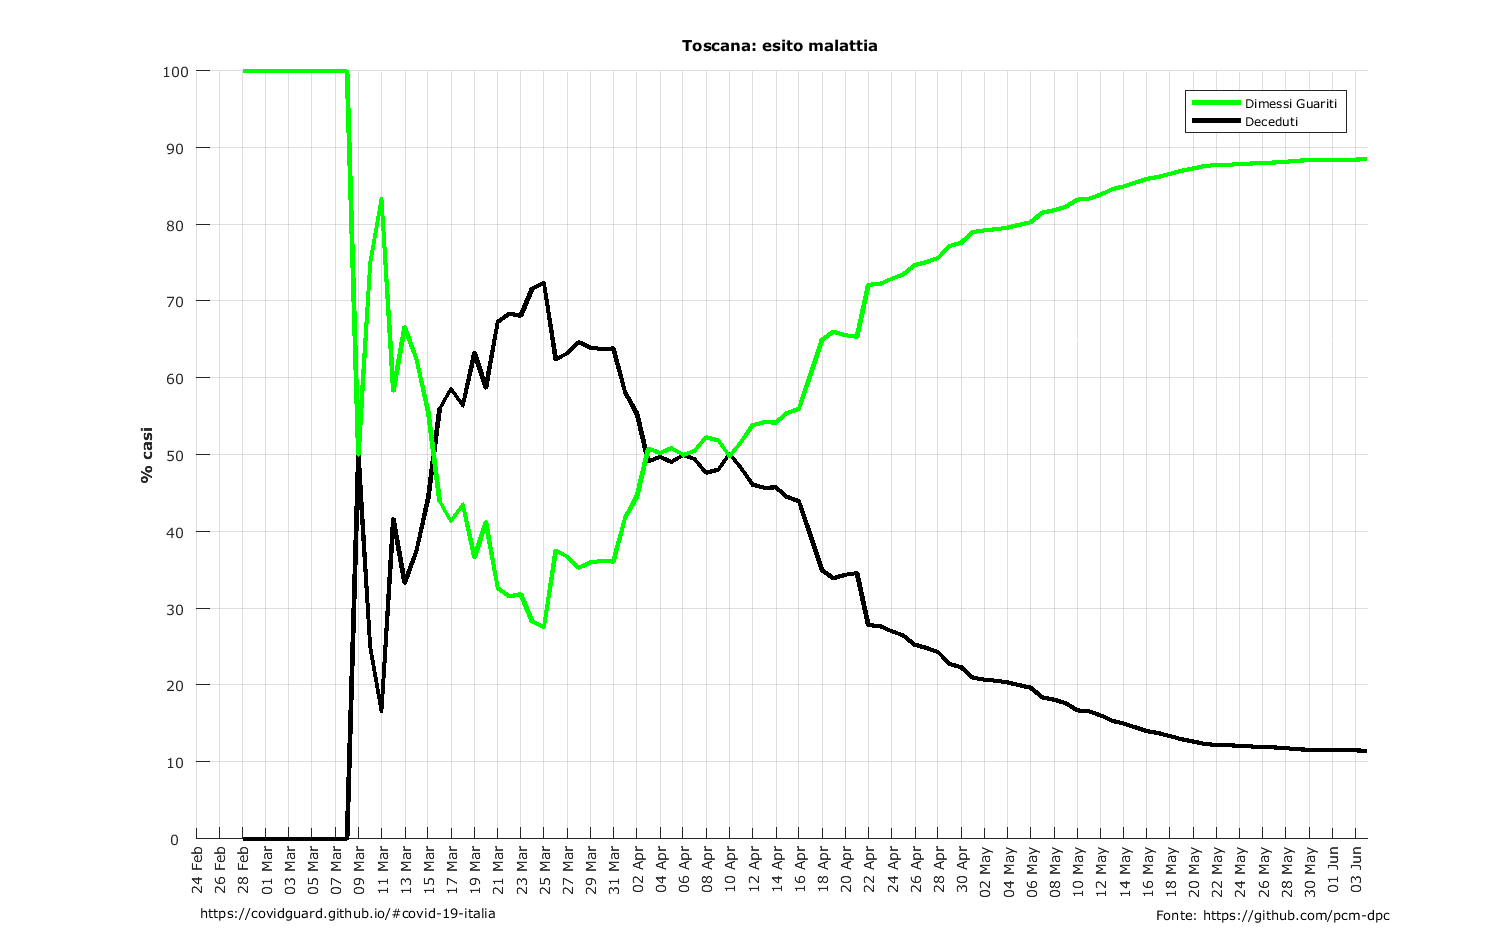 Toscana: esito malattia
100
90
80
70
60
50
40
30
20
10
0
% casi
Dimessi Guariti
Deceduti
24 Feb
26 Feb
28 Feb
01 Mar
03 Mar
05 Mar
07 Mar
09 Mar
11 Mar
13 Mar
15 Mar
17 Mar
19 Mar
21 Mar
23 Mar
25 Mar
27 Mar
29 Mar
31 Mar
02 Apr
04 Apr
06 Apr
08 Apr
10 Apr
12 Apr
14 Apr
16 Apr
18 Apr
20 Apr
22 Apr
24 Apr
26 Apr
28 Apr
30 Apr
02 May
04 May
06 May
08 May
10 May
12 May
14 May
16 May
18 May
20 May
22 May
24 May
26 May
28 May
30 May
01 Jun
03 Jun
https://covidguard.github.io/#covid-19-italia
Fonte: https://github.com/pcm-dpc